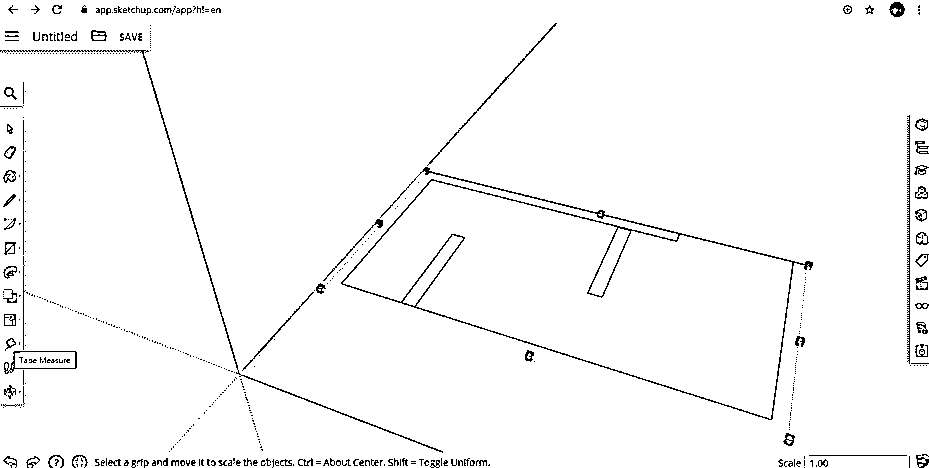 app.sketchup.com/app?hl=en
Untitled SAVE
Tape Measure
Select a grip and move it to scale the objects. Ctrl = About Center. Shift = Toggle Uniform.
Scale 1.00